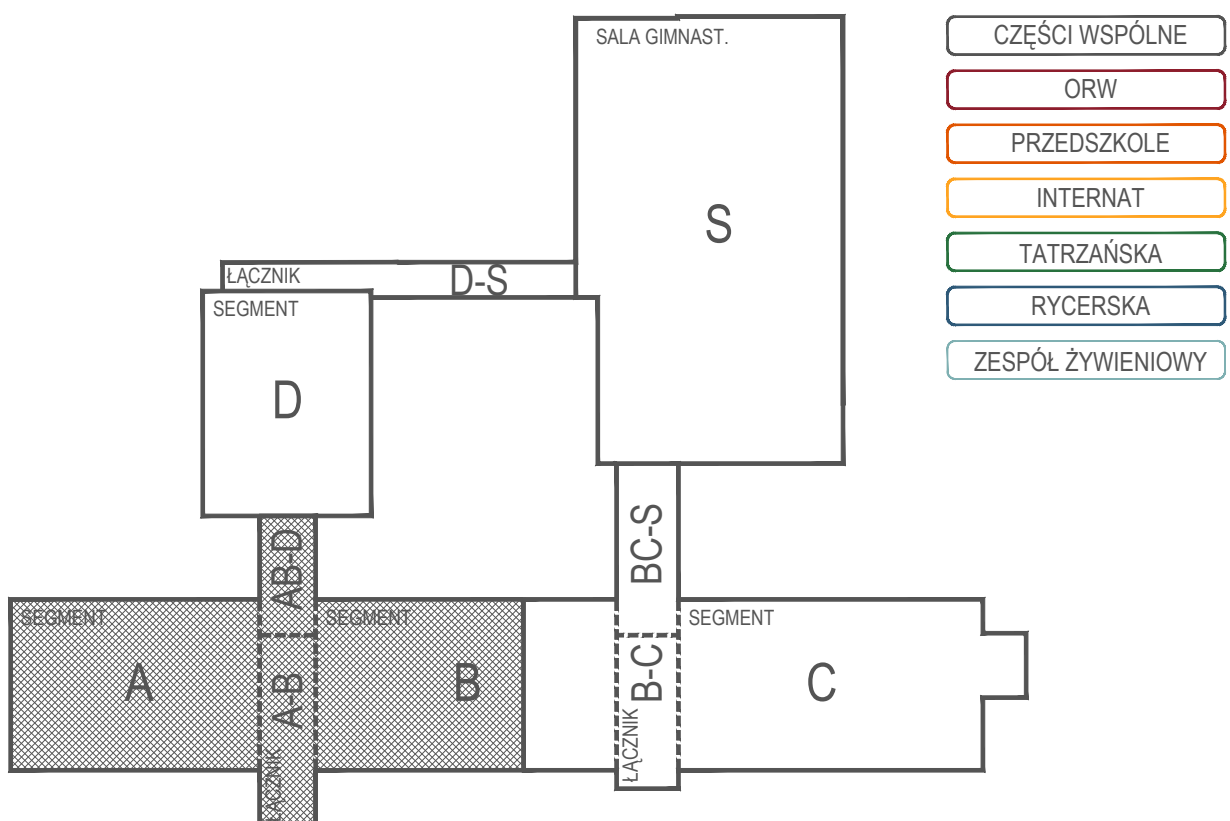 SALA GIMNAST.
S
ŁĄCZNIK
D-S
SEGMENT
D
AB-D
BC-S
SEGMENT
A
A-B
ŁĄCZNIK
SEGMENT
B
B-C
ŁĄCZNIK
SEGMENT
C
CZĘŚCI WSPÓLNE
ORW
PRZEDSZKOLE
INTERNAT
TATRZAŃSKA
RYCERSKA
ZESPÓŁ ŻYWIENIOWY